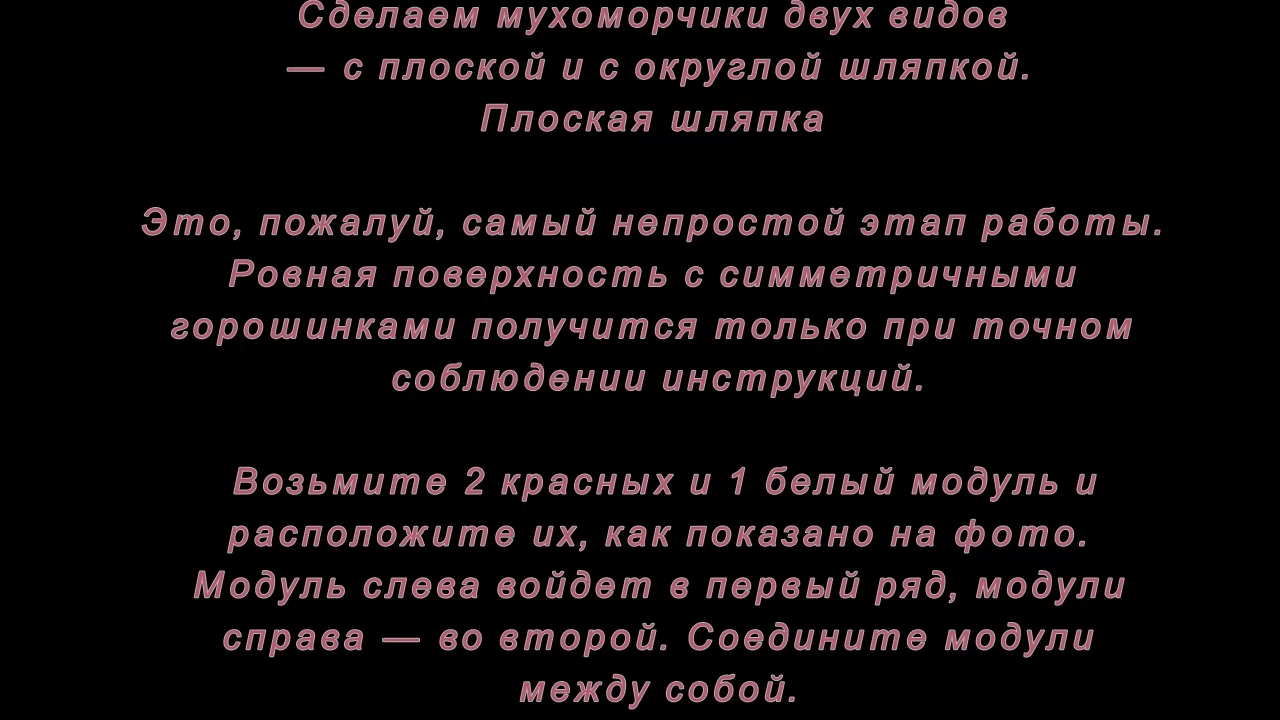 Сделаем мухоморчики двух видов
— с плоской и с округлой шляпкой.
Плоская шляпка
Это, пожалуй, самый непростой этап работы.
Ровная поверхность с симметричными
горошинками получится только при точном
соблюдении инструкций.
Возьмите 2 красных и 1 белый модуль и
расположите их, как показано на фото.
Модуль слева войдет в первый ряд, модули
справа — во второй. Соедините модули
между собой.